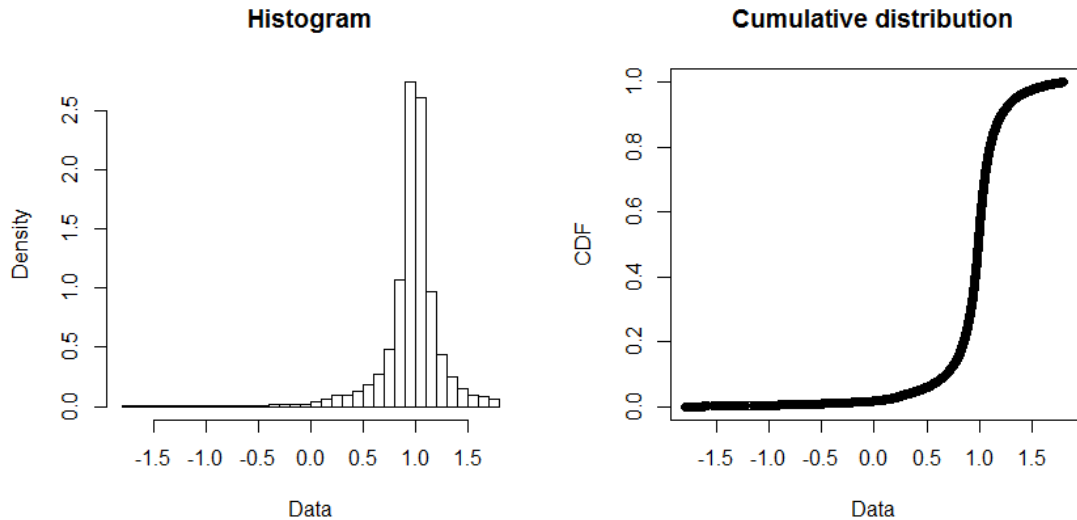 Histogram
Density
0.0 0.5 1.0 1.5 2.0 2.5
-1.5 -1.0 -0.5 0.0 0.5 1.0 1.5
Data
Cumulative distribution
CDF
0.0 0.2 0.4 0.6 0.8 1.0
-1.5 -1.0 -0.5 0.0 0.5 1.0 1.5
Data